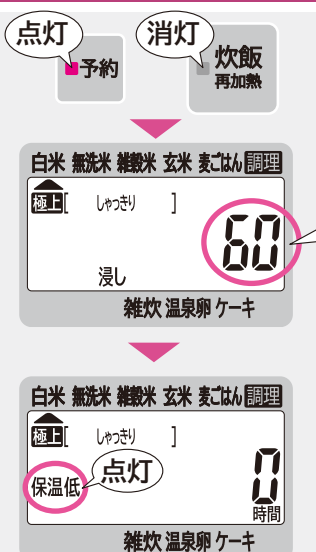 点灯 消灯
予約 炊飯
再加熱
白米 無洗米 雑穀米 玄米 麦ごはん 調理
極上[ しゃっきり ]
60
浸し
雑炊 温泉卵 ケーキ
白米 無洗米 雑穀米 玄米 麦ごはん 調理
極上[ しゃっきり ]
保温低 点灯 0
時間
雑炊 温泉卵 ケーキ